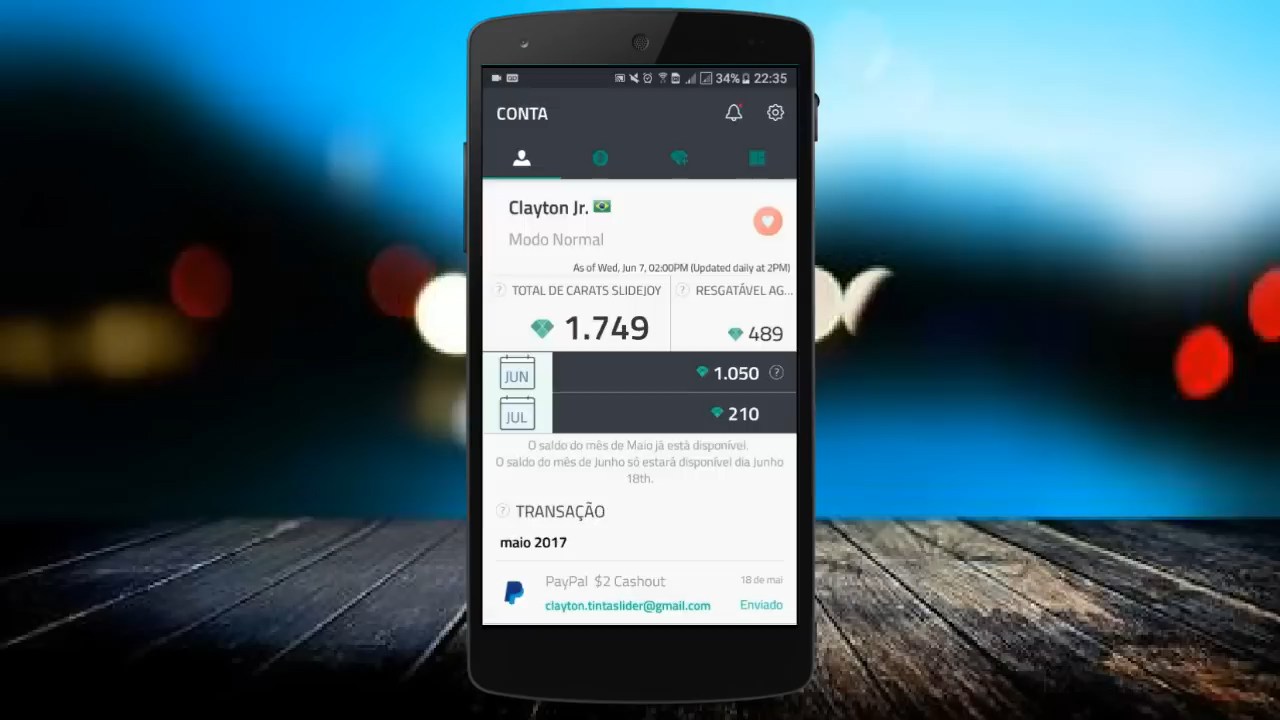 34% 22:35
CONTA
Clayton Jr.
Modo Normal
As of Wed, Jun 7, 02:00PM (Updated daily at 2PM)
? TOTAL DE CARATS SLIDEJOY ? RESGATÁVEL AG...
1.749 489
JUN 1.050 ?
JUL 210
O saldo do mês de Maio já está disponível.
O saldo do mês de Junho só estará disponível dia Junho
18th.
? TRANSAÇÃO
maio 2017
PayPal $2 Cashout 18 de mai
clayton.tintaslider@gmail.com Enviado